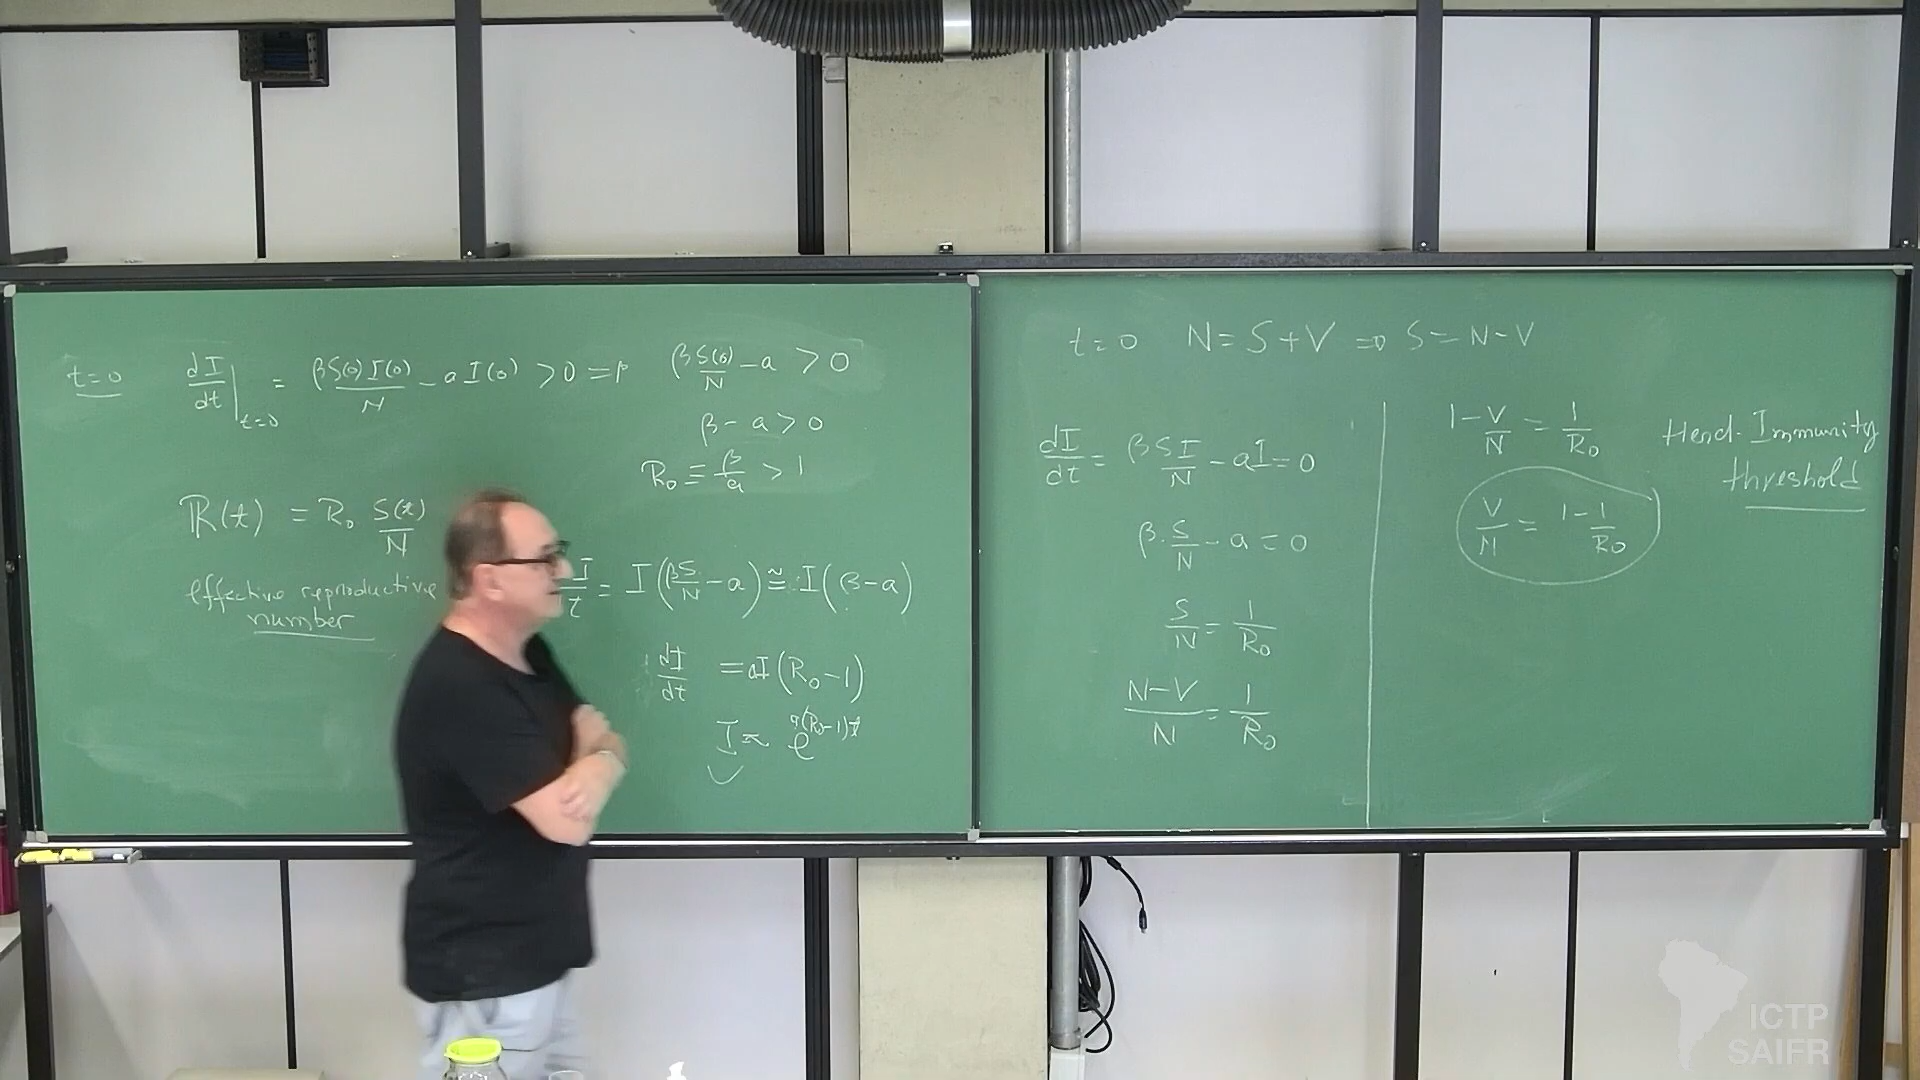 t=0   dI/dt |t=0 = βS(0)I(0)/N - aI(0) > 0 ⇒   βS(0)/N - a > 0
β - a > 0
R₀ ≡ β/a > 1
R(t) = R₀ S(t)/N
effective reproductive
number
I/t = I(βS/N - a) ≅ I(β-a)
dI/dt = aI(R₀-1)
I ≈ e^a(R₀-1)t
t=0   N=S+V ⇒ S=N-V
dI/dt = βSI/N - aI = 0
β·S/N - a = 0
S/N = 1/R₀
N-V/N = 1/R₀
1-V/N = 1/R₀
V/N = 1-1/R₀
Herd-Immunity
threshold
ICTP
SAIFR